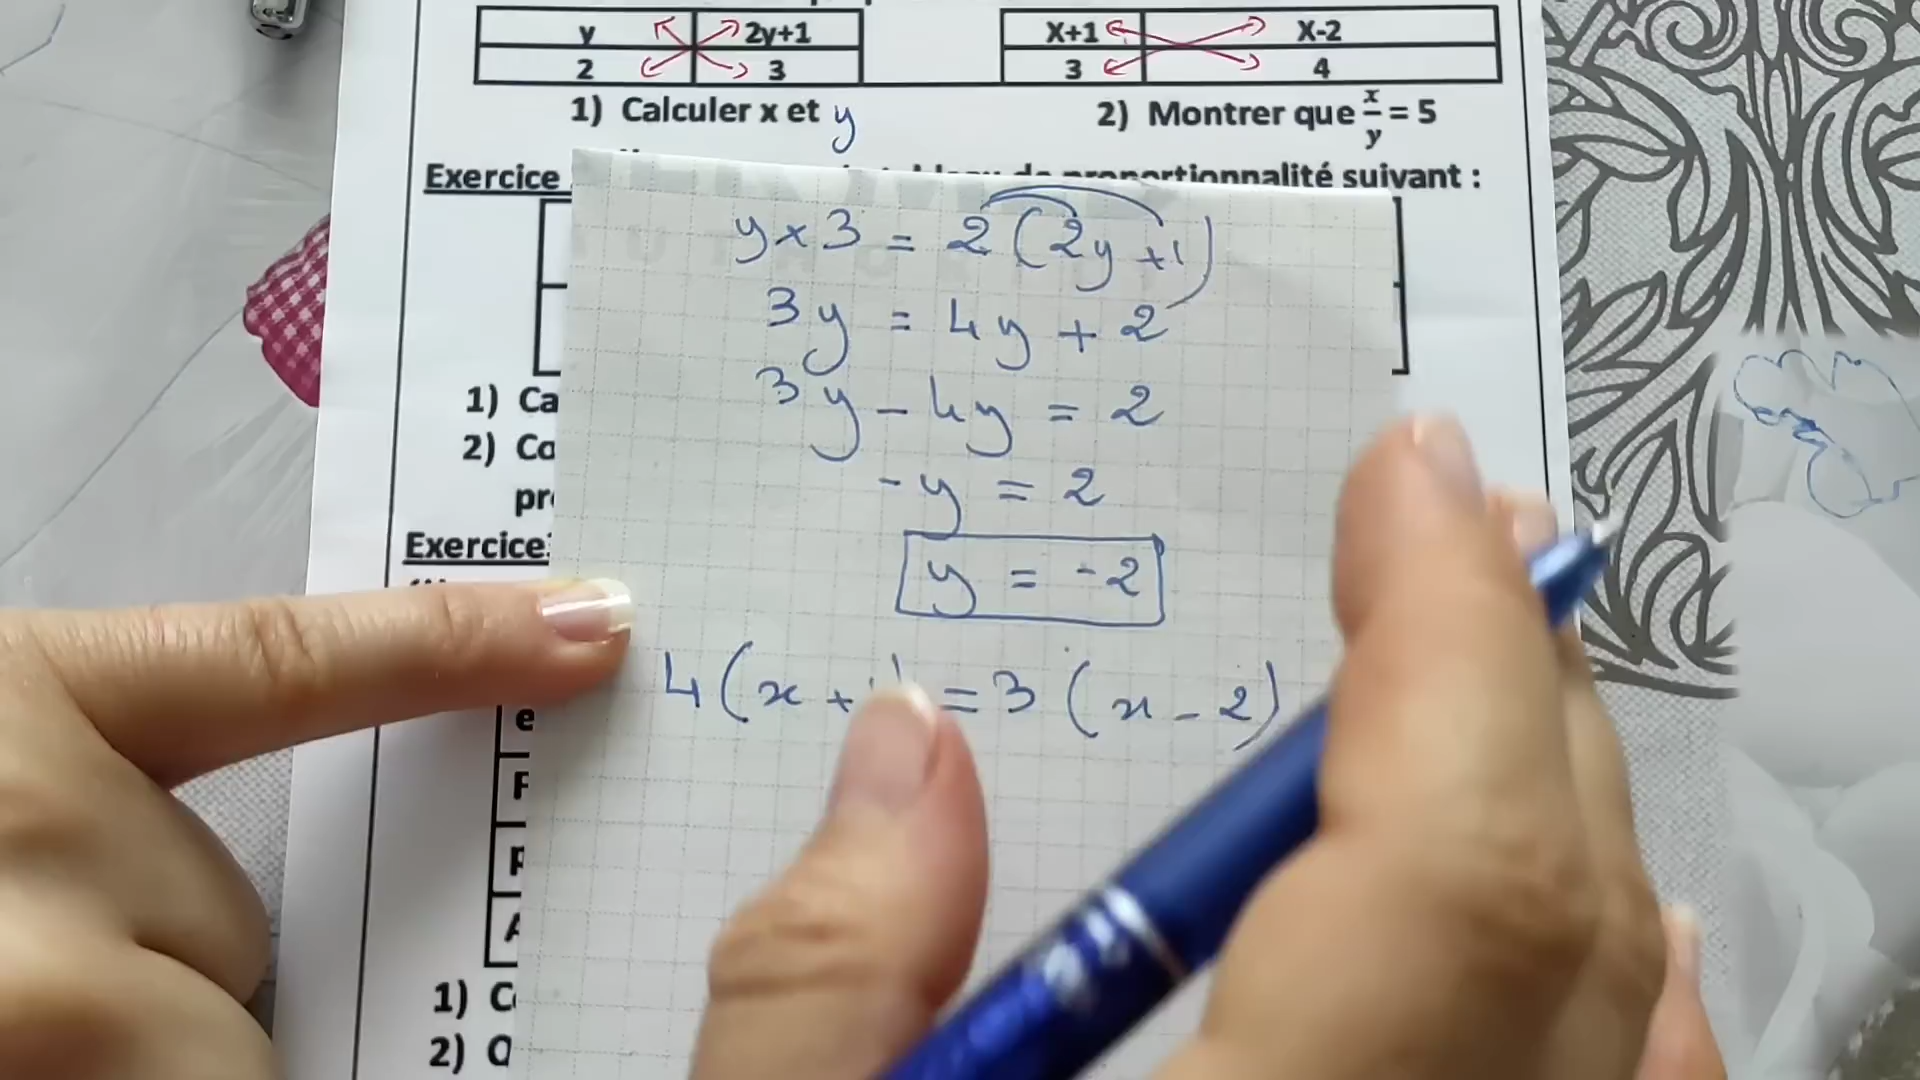 y 2y+1
2 3
X+1 X-2
3 4
1) Calculer x et y
2) Montrer que x/y = 5
Exercice de proportionnalité suivant :
y × 3 = 2 (2y + 1)
3y = 4y + 2
3y - 4y = 2
-y = 2
y = -2
4 (x + = 3 (x - 2)
1) Ca
2) Co
pr
Exercice
e
F
F
A
1) C
2) Q